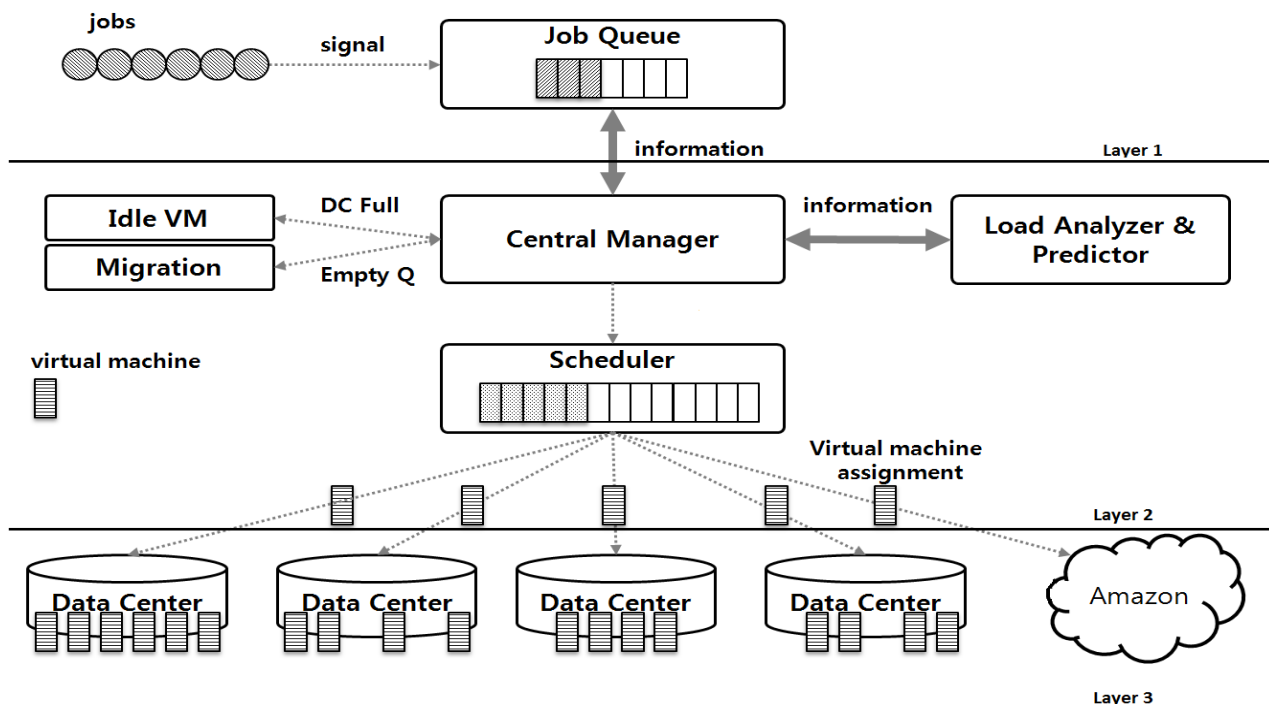 jobs
signal
Job Queue
information
Layer 1
Idle VM
Migration
DC Full
Empty Q
Central Manager
information
Load Analyzer &
Predictor
virtual machine
Scheduler
Virtual machine
assignment
Layer 2
Data Center
Data Center
Data Center
Data Center
Amazon
Layer 3